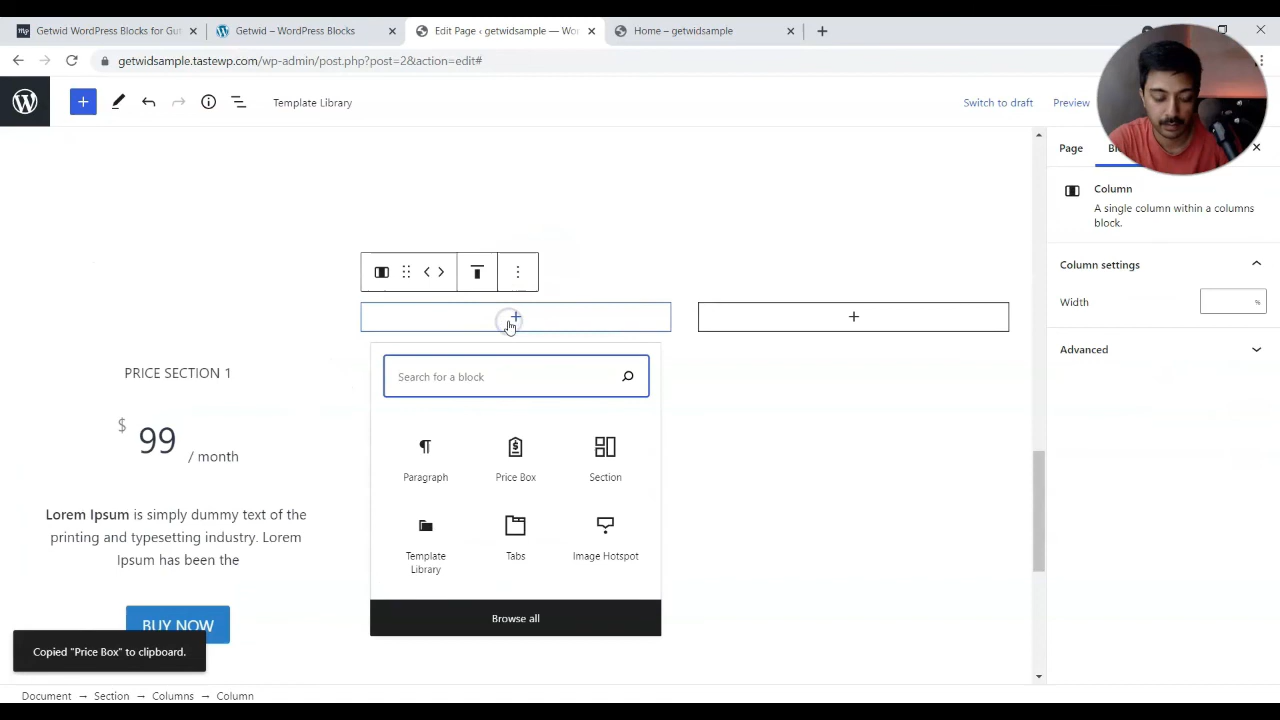 Getwid WordPress Blocks for Gut
Getwid – WordPress Blocks
Edit Page ‹ getwidsample — Wor
Home – getwidsample
getwidsample.tastewp.com/wp-admin/post.php?post=2&action=edit#
Template Library
Switch to draft
Preview
Page
Column
A single column within a columns
block.
Column settings
Width
%
Advanced
PRICE SECTION 1
$
99
/ month
Lorem Ipsum is simply dummy text of the
printing and typesetting industry. Lorem
Ipsum has been the
BUY NOW
Search for a block
Paragraph
Price Box
Section
Template
Library
Tabs
Image Hotspot
Browse all
Copied "Price Box" to clipboard.
Document → Section → Columns → Column